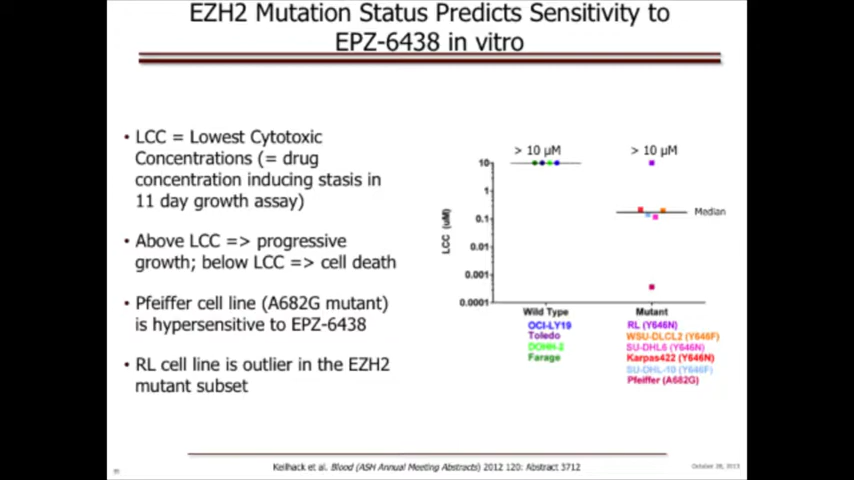 EZH2 Mutation Status Predicts Sensitivity to
EPZ-6438 in vitro
• LCC = Lowest Cytotoxic
Concentrations (= drug
concentration inducing stasis in
11 day growth assay)
• Above LCC => progressive
growth; below LCC => cell death
• Pfeiffer cell line (A682G mutant)
is hypersensitive to EPZ-6438
• RL cell line is outlier in the EZH2
mutant subset
> 10 µM
> 10 µM
10
1
0.1
0.01
0.001
0.0001
LCC (uM)
Median
Wild Type
OCI-LY19
Toledo
DOHH-2
Farage
Mutant
RL (Y646N)
WSU-DLCL2 (Y646F)
SU-DHL6 (Y646N)
Karpas422 (Y646N)
SU-DHL-10 (Y646F)
Pfeiffer (A682G)
Keilhack et al. Blood (ASH Annual Meeting Abstracts) 2012 120: Abstract 3712
October 28, 2013